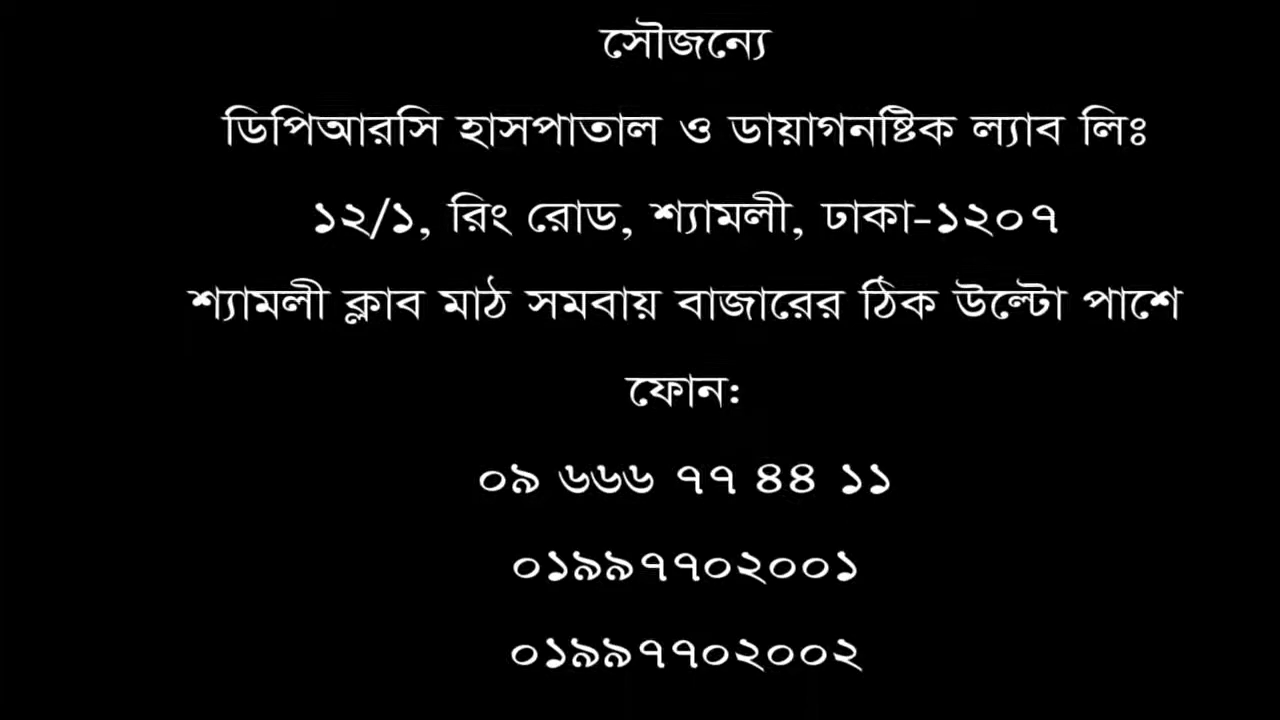 সৌজন্যে
ডিপিআরসি হাসপাতাল ও ডায়াগনষ্টিক ল্যাব লিঃ
১২/১, রিং রোড, শ্যামলী, ঢাকা-১২০৭
শ্যামলী ক্লাব মাঠ সমবায় বাজারের ঠিক উল্টো পাশে
ফোন:
০৯ ৬৬৬ ৭৭ ৪৪ ১১
০১৯৯৭৭০২০০১
০১৯৯৭৭০২০০২